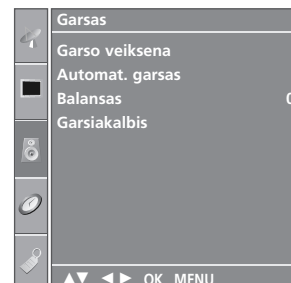 Garsas
Garso veiksena
Automat. garsas
Balansas 0
Garsiakalbis
▲▼ ◄► OK MENU